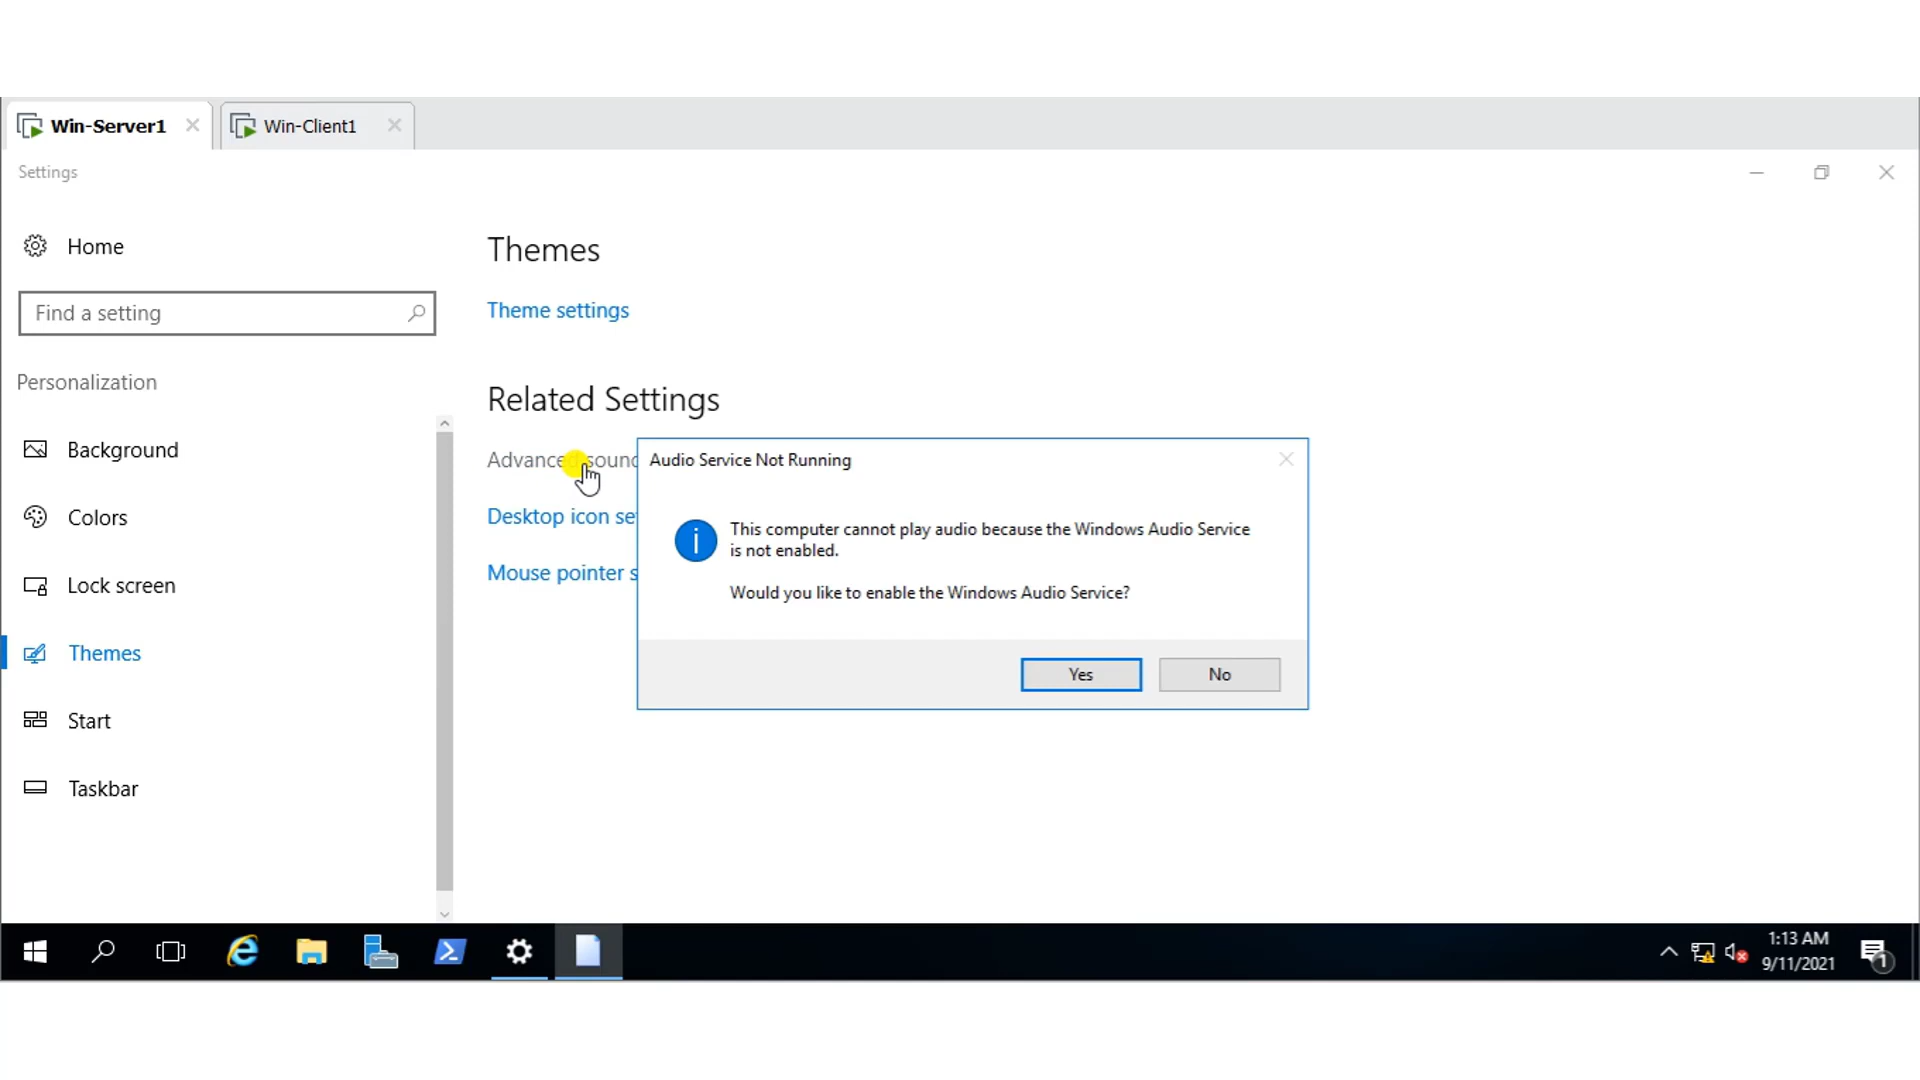 Win-Server1
Win-Client1
Settings
Home
Find a setting
Personalization
Background
Colors
Lock screen
Themes
Start
Taskbar
Themes
Theme settings
Related Settings
Advanced sound
Desktop icon se
Mouse pointer s
Audio Service Not Running
This computer cannot play audio because the Windows Audio Service
is not enabled.
Would you like to enable the Windows Audio Service?
Yes
No
1:13 AM
9/11/2021
1